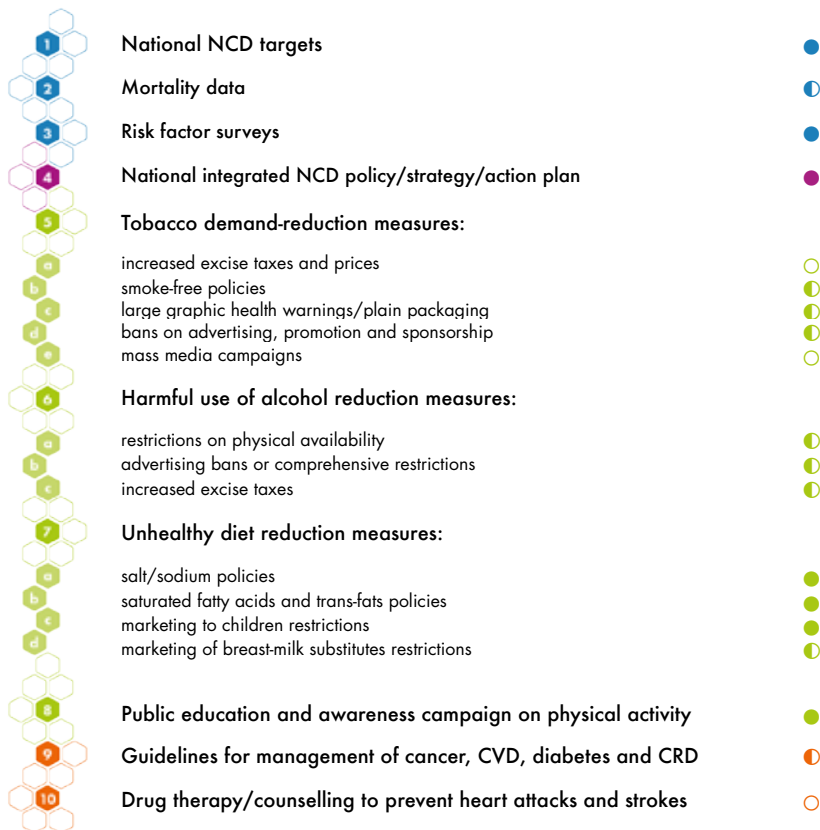 1 National NCD targets
2 Mortality data
3 Risk factor surveys
4 National integrated NCD policy/strategy/action plan
5 Tobacco demand-reduction measures:
a increased excise taxes and prices
b smoke-free policies
c large graphic health warnings/plain packaging
d bans on advertising, promotion and sponsorship
e mass media campaigns
6 Harmful use of alcohol reduction measures:
a restrictions on physical availability
b advertising bans or comprehensive restrictions
c increased excise taxes
7 Unhealthy diet reduction measures:
a salt/sodium policies
b saturated fatty acids and trans-fats policies
c marketing to children restrictions
d marketing of breast-milk substitutes restrictions
8 Public education and awareness campaign on physical activity
9 Guidelines for management of cancer, CVD, diabetes and CRD
10 Drug therapy/counselling to prevent heart attacks and strokes